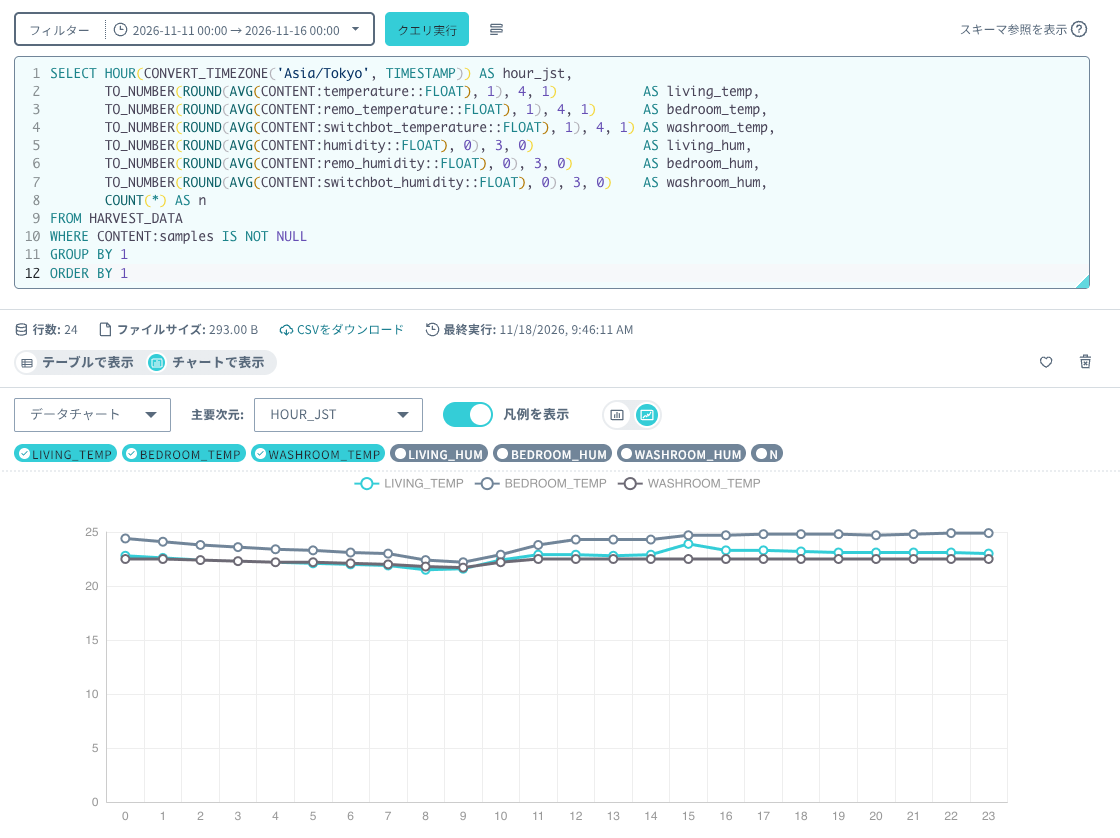 フィルター 2026-11-11 00:00 → 2026-11-16 00:00 クエリ実行 スキーマ参照を表示
1 SELECT HOUR(CONVERT_TIMEZONE('Asia/Tokyo', TIMESTAMP)) AS hour_jst,
2 TO_NUMBER(ROUND(AVG(CONTENT:temperature::FLOAT), 1), 4, 1) AS living_temp,
3 TO_NUMBER(ROUND(AVG(CONTENT:remo_temperature::FLOAT), 1), 4, 1) AS bedroom_temp,
4 TO_NUMBER(ROUND(AVG(CONTENT:switchbot_temperature::FLOAT), 1), 4, 1) AS washroom_temp,
5 TO_NUMBER(ROUND(AVG(CONTENT:humidity::FLOAT), 0), 3, 0) AS living_hum,
6 TO_NUMBER(ROUND(AVG(CONTENT:remo_humidity::FLOAT), 0), 3, 0) AS bedroom_hum,
7 TO_NUMBER(ROUND(AVG(CONTENT:switchbot_humidity::FLOAT), 0), 3, 0) AS washroom_hum,
8 COUNT(*) AS n
9 FROM HARVEST_DATA
10 WHERE CONTENT:samples IS NOT NULL
11 GROUP BY 1
12 ORDER BY 1
行数: 24 ファイルサイズ: 293.00 B CSVをダウンロード 最終実行: 11/18/2026, 9:46:11 AM
テーブルで表示 チャートで表示
データチャート 主要次元: HOUR_JST 凡例を表示
LIVING_TEMP BEDROOM_TEMP WASHROOM_TEMP LIVING_HUM BEDROOM_HUM WASHROOM_HUM N
LIVING_TEMP BEDROOM_TEMP WASHROOM_TEMP
25
20
15
10
5
0
0 1 2 3 4 5 6 7 8 9 10 11 12 13 14 15 16 17 18 19 20 21 22 23